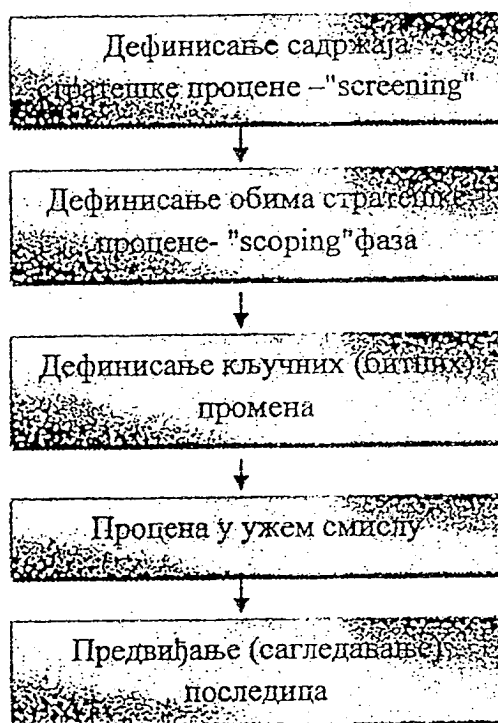 Дефинисање садржаја
стратешке процене –"screening"
Дефинисање обима стратешке
процене- "scoping" фаза
Дефинисање кључних (битних)
промена
Процена у ужем смислу
Предвиђање (сагледавање)
последица